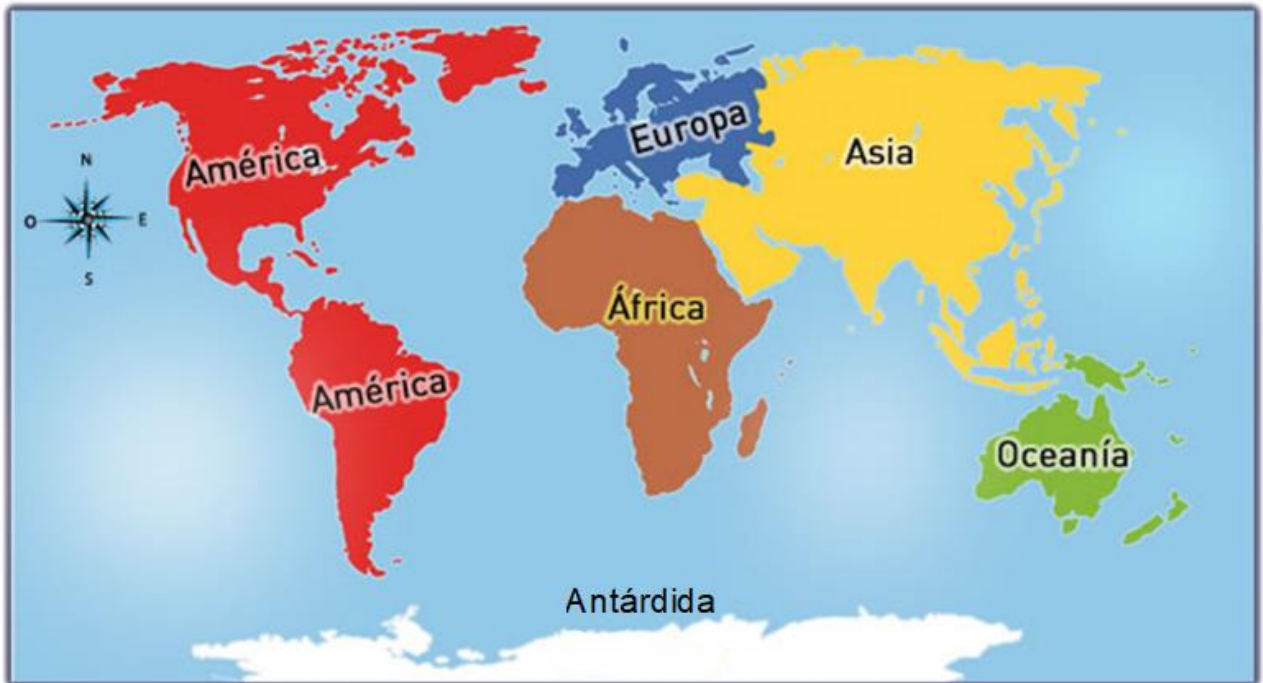 Europa
América
Asia
N
O
E
S
África
América
Oceanía
Antárdida